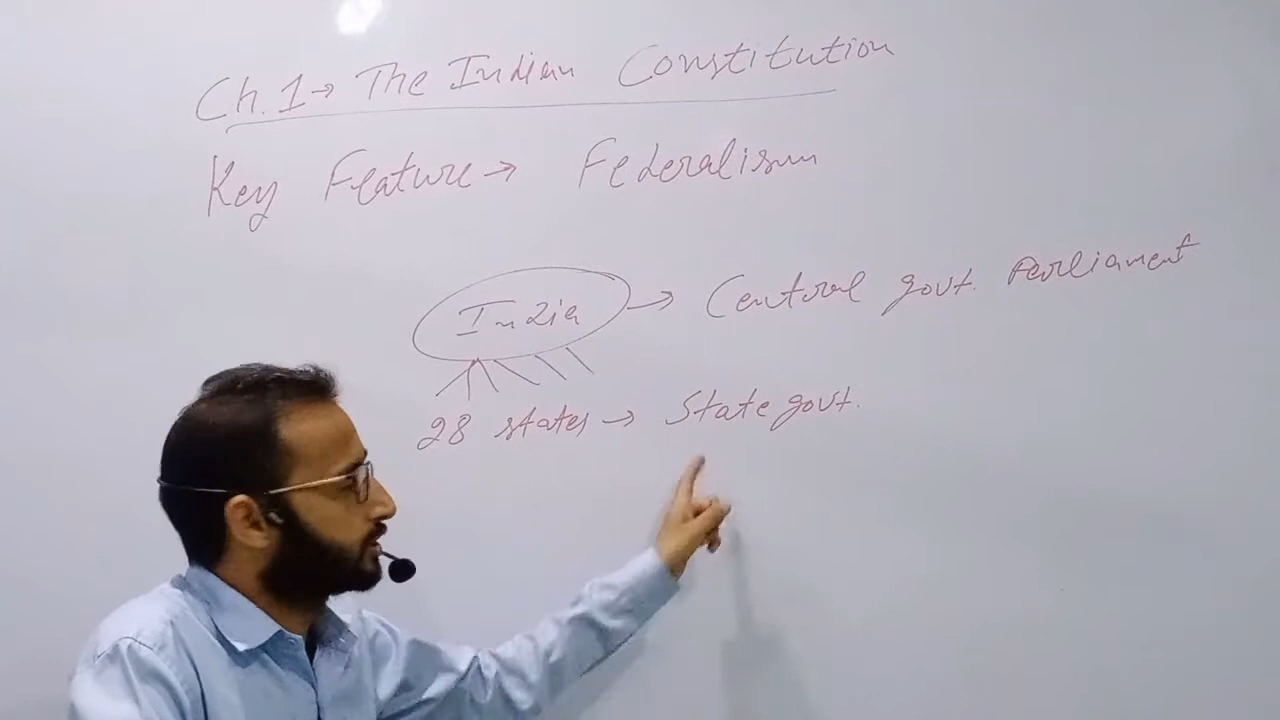 Ch.1→ The Indian Constitution
Key Feature → Federalism
India → Central govt. Parliament
28 states → State govt.